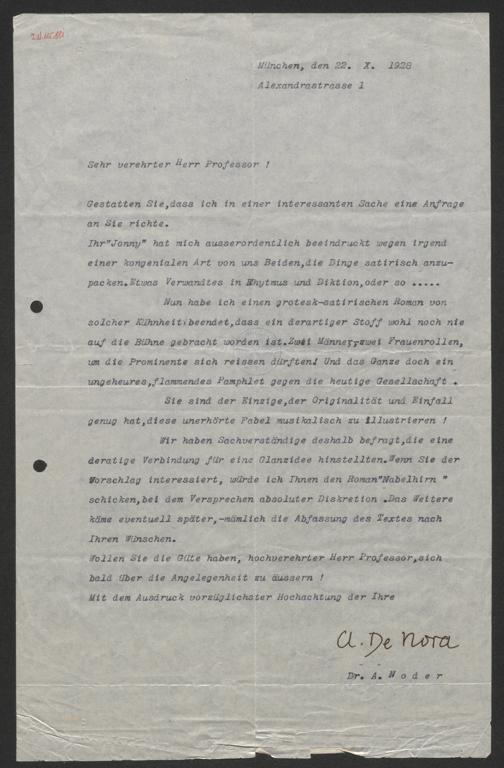 München, den 22. X. 1928
Alexandrastrasse 1
Sehr verehrter Herr Professor !
Gestatten Sie,dass ich in einer interessanten Sache eine Anfrage
an Sie richte.
Ihr"Jonny" hat mich ausserordentlich beeindruckt wegen irgend
einer kongenialen Art von uns Beiden,die Dinge satirisch anzu-
packen.Etwas Verwandtes in Rhytmus und Diktion,oder so .....
Nun habe ich einen grotesk-satirischen Roman von
solcher Kühnheit beendet,dass ein derartiger Stoff wohl noch nie
auf die Bühne gebracht worden ist.Zwei Männer,-zwei Frauenrollen,
um die Prominente sich reissen dürften! Und das Ganze doch ein
ungeheures,flammendes Pamphlet gegen die heutige Gesellschaft .
Sie sind der Einzige,der Originalität und Einfall
genug hat,diese unerhörte Fabel musikalisch zu illustrieren !
Wir haben Sachverständige deshalb befragt,die eine
deratige Verbindung für eine Glanzidee hinstellten.Wenn Sie der
Vorschlag interessiert, würde ich Ihnen den Roman"Nabelhirn "
schicken,bei dem Versprechen absoluter Diskretion .Das Weitere
käme eventuell später,-nämlich die Abfassung des Textes nach
Ihren Wünschen.
Wollen Sie die Güte haben, hochverehrter Herr Professor,sich
bald über die Angelegenheit zu äussern !
Mit dem Ausdruck vorzüglichster Hochachtung der Ihre
A. De Nora
Dr. A. Noder